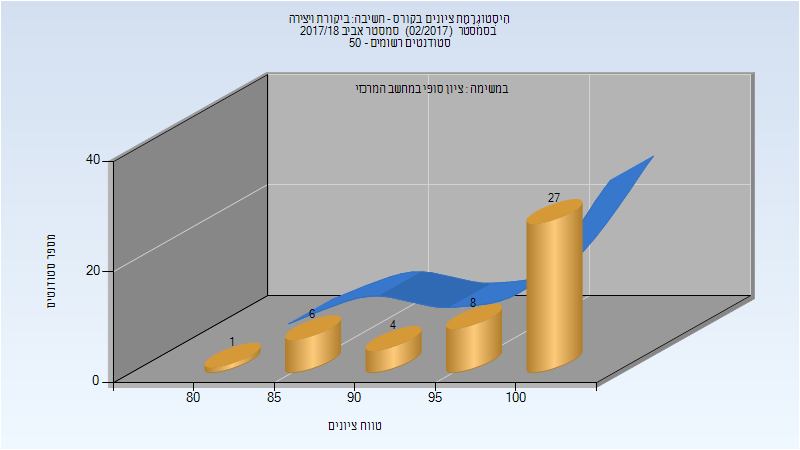 היסטוגרמת ציונים בקורס - חשיבה: ביקורת ויצירה
בסמסטר (02/2017) סמסטר אביב 2017/18
סטודנטים רשומים - 50
במשימה : ציון סופי במחשב המרכזי
40
20
0
מספר סטודנטים
1
6
4
8
27
80
85
90
95
100
טווח ציונים